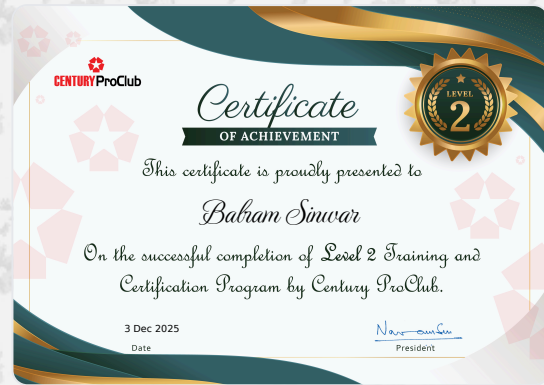 CENTURY ProClub
Certificate
OF ACHIEVEMENT
LEVEL
2
This certificate is proudly presented to
Balram Sinwar
On the successful completion of Level 2 Training and
Certification Program by Century ProClub.
3 Dec 2025
Date
President